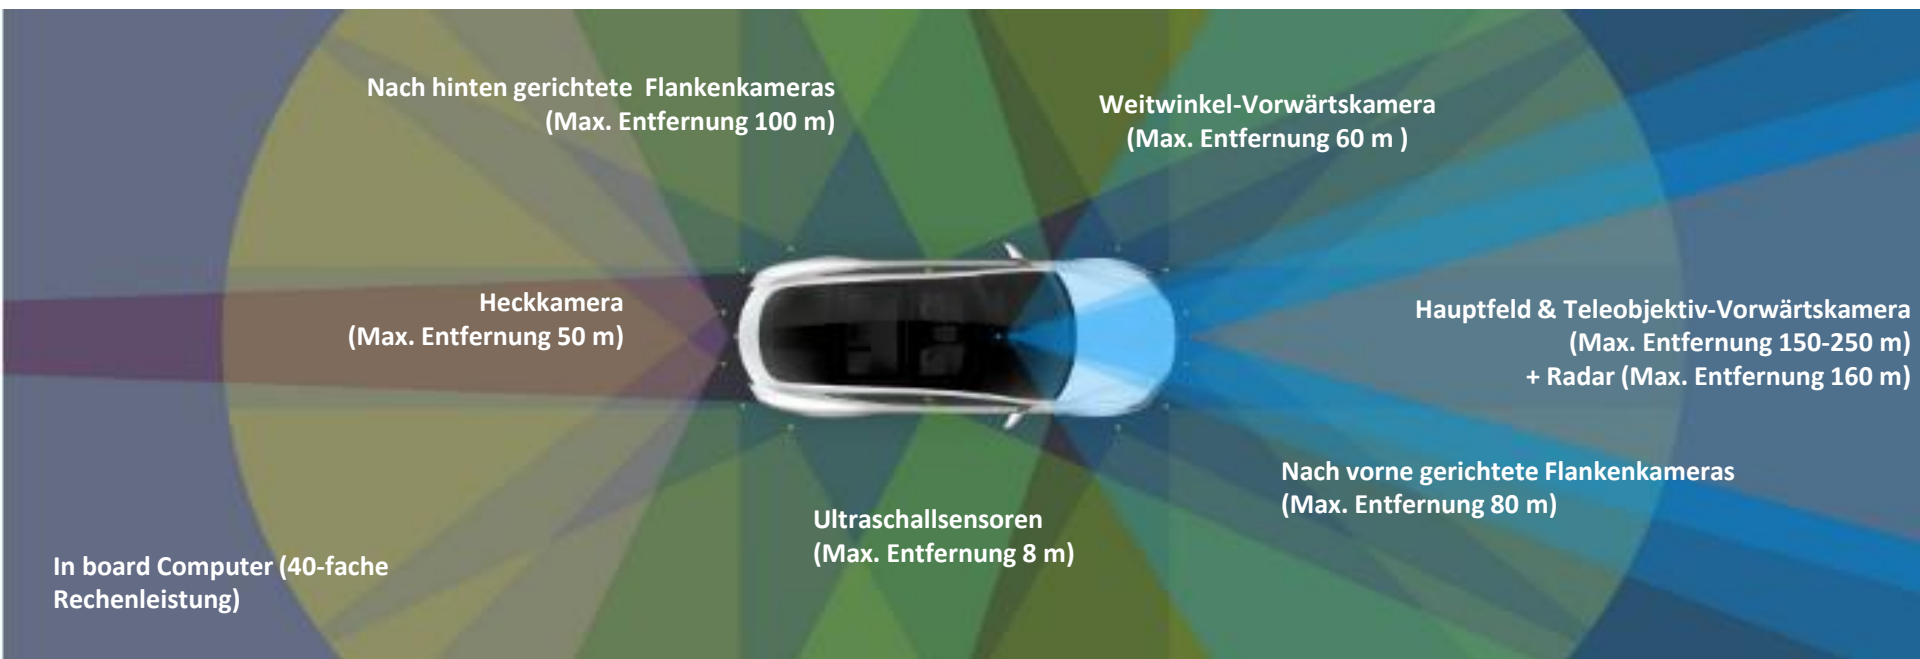 Nach hinten gerichtete Flankenkameras
(Max. Entfernung 100 m)
Weitwinkel-Vorwärtskamera
(Max. Entfernung 60 m )
Heckkamera
(Max. Entfernung 50 m)
Hauptfeld & Teleobjektiv-Vorwärtskamera
(Max. Entfernung 150-250 m)
+ Radar (Max. Entfernung 160 m)
Nach vorne gerichtete Flankenkameras
(Max. Entfernung 80 m)
Ultraschallsensoren
(Max. Entfernung 8 m)
In board Computer (40-fache
Rechenleistung)